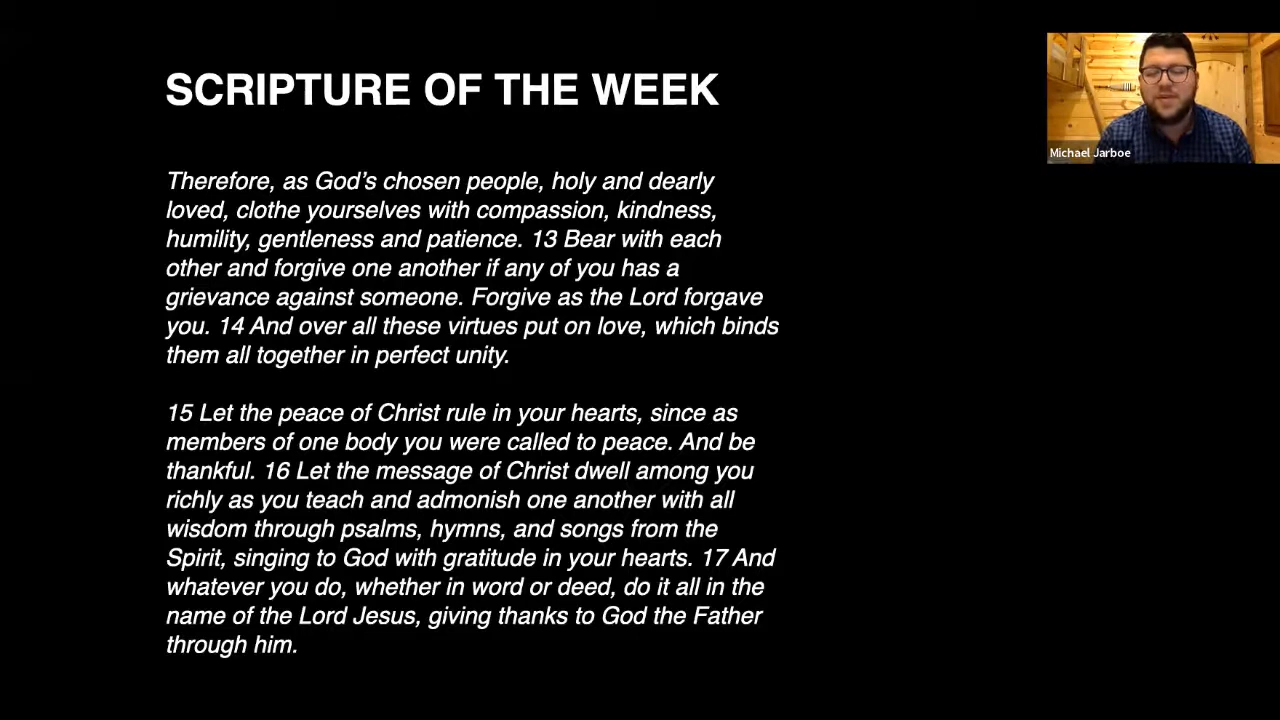 SCRIPTURE OF THE WEEK
Therefore, as God’s chosen people, holy and dearly
loved, clothe yourselves with compassion, kindness,
humility, gentleness and patience. 13 Bear with each
other and forgive one another if any of you has a
grievance against someone. Forgive as the Lord forgave
you. 14 And over all these virtues put on love, which binds
them all together in perfect unity.
15 Let the peace of Christ rule in your hearts, since as
members of one body you were called to peace. And be
thankful. 16 Let the message of Christ dwell among you
richly as you teach and admonish one another with all
wisdom through psalms, hymns, and songs from the
Spirit, singing to God with gratitude in your hearts. 17 And
whatever you do, whether in word or deed, do it all in the
name of the Lord Jesus, giving thanks to God the Father
through him.
Michael Jarboe